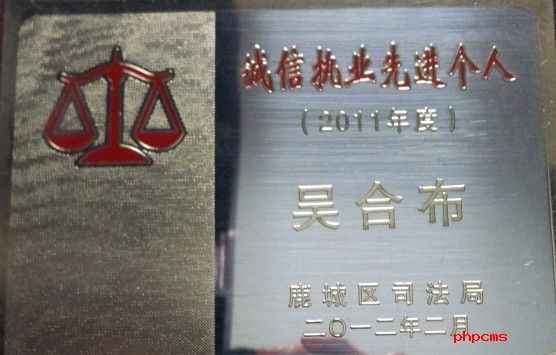 诚信执业先进个人
（2011年度）
吴合布
鹿城区司法局
二〇一二年二月
phpcms